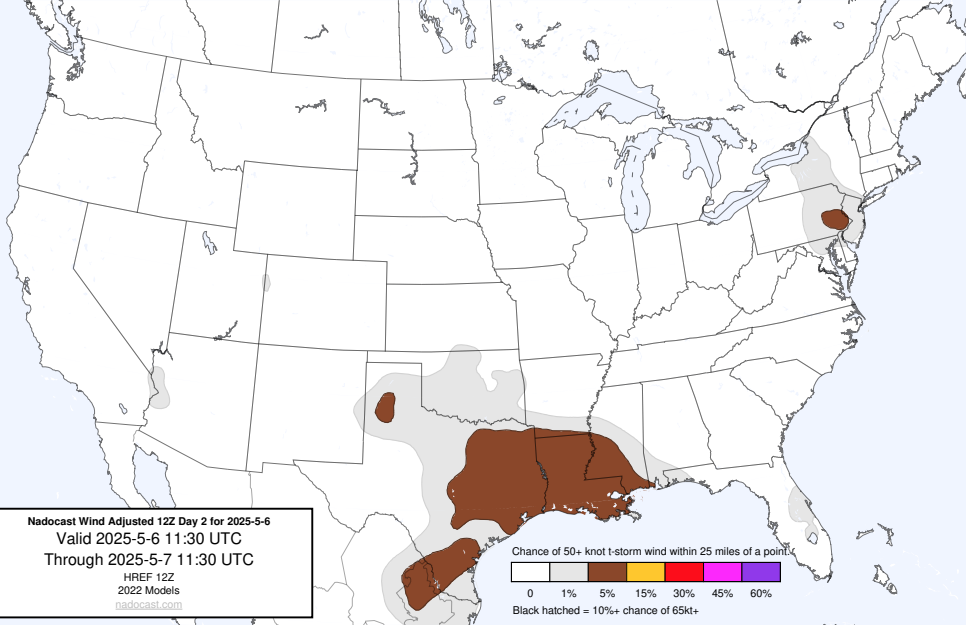 Nadocast Wind Adjusted 12Z Day 2 for 2025-5-6
Valid 2025-5-6 11:30 UTC
Through 2025-5-7 11:30 UTC
HREF 12Z
2022 Models
nadocast.com
Chance of 50+ knot t-storm wind within 25 miles of a point.
0 1% 5% 15% 30% 45% 60%
Black hatched = 10%+ chance of 65kt+